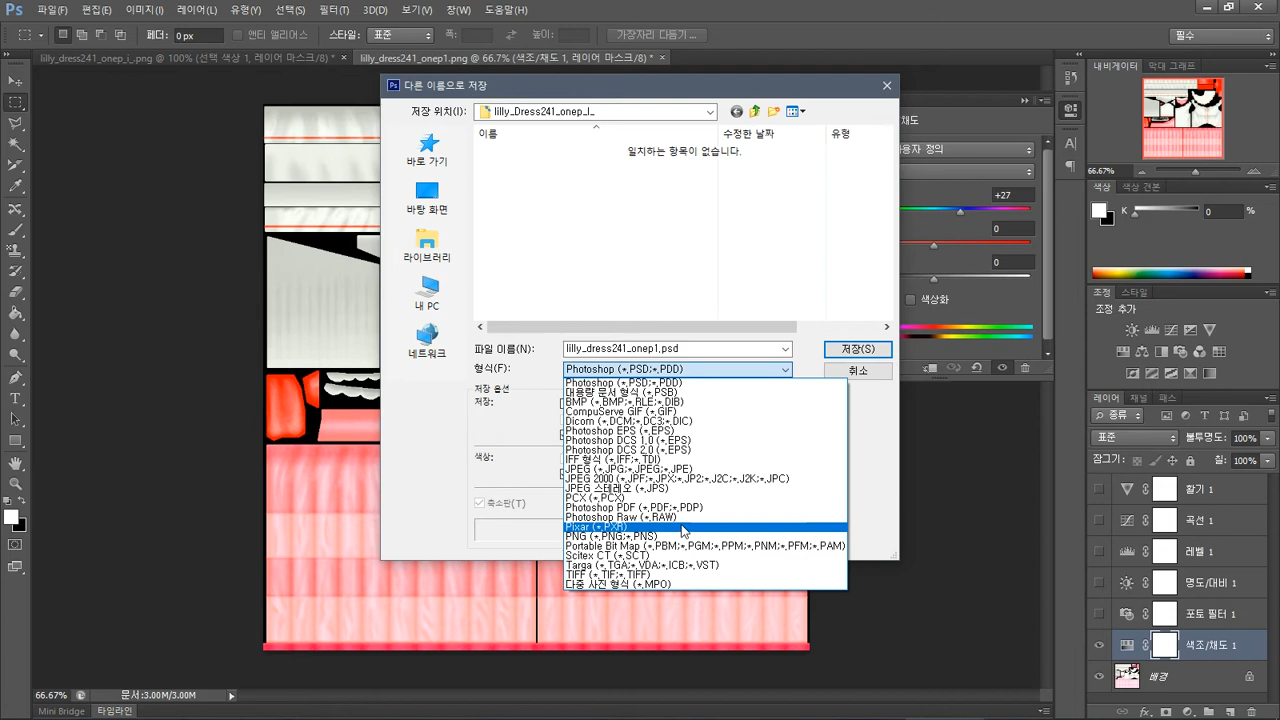 Ps 파일(F) 편집(E) 이미지(I) 레이어(L) 유형(Y) 선택(S) 필터(T) 3D(D) 보기(V) 창(W) 도움말(H)
페더: 0 px 안티 앨리어스 스타일: 표준 폭: 높이: 가장자리 다듬기... 필수
lilly_dress241_onep_i_.png @ 100% (선택 색상 1, 레이어 마스크/8) * × lilly_dress241_onep1.png @ 66.7% (색조/채도 1, 레이어 마스크/8) * ×
Ps 다른 이름으로 저장
저장 위치(I): lilly_Dress241_onep_I_
이름 수정한 날짜 유형
일치하는 항목이 없습니다.
바로 가기
바탕 화면
라이브러리
내 PC
네트워크
파일 이름(N): lilly_dress241_onep1.psd 저장(S)
형식(F): Photoshop (*.PSD;*.PDD) 취소
저장 옵션
저장:
색상:
축소판(T)
Photoshop (*.PSD;*.PDD)
대용량 문서 형식 (*.PSB)
BMP (*.BMP;*.RLE;*.DIB)
CompuServe GIF (*.GIF)
Dicom (*.DCM;*.DC3;*.DIC)
Photoshop EPS (*.EPS)
Photoshop DCS 1.0 (*.EPS)
Photoshop DCS 2.0 (*.EPS)
IFF 형식 (*.IFF;*.TDI)
JPEG (*.JPG;*.JPEG;*.JPE)
JPEG 2000 (*.JPF;*.JPX;*.JP2;*.J2C;*.J2K;*.JPC)
JPEG 스테레오 (*.JPS)
PCX (*.PCX)
Photoshop PDF (*.PDF;*.PDP)
Photoshop Raw (*.RAW)
Pixar (*.PXR)
PNG (*.PNG;*.PNS)
Portable Bit Map (*.PBM;*.PGM;*.PPM;*.PNM;*.PFM;*.PAM)
Scitex CT (*.SCT)
Targa (*.TGA;*.VDA;*.ICB;*.VST)
TIFF (*.TIF;*.TIFF)
다중 사진 형식 (*.MPO)
채도
사용자 정의
+27
0
0
색상화
내비게이터 막대 그래프
66.67%
색상 색상 견본
K 0 %
조정 스타일
조정 추가
레이어 채널 패스
종류
표준 불투명도: 100%
잠그기: 칠: 100%
활기 1
곡선 1
레벨 1
명도/대비 1
포토 필터 1
색조/채도 1
배경
66.67% 문서:3.00M/3.00M
Mini Bridge 타임라인